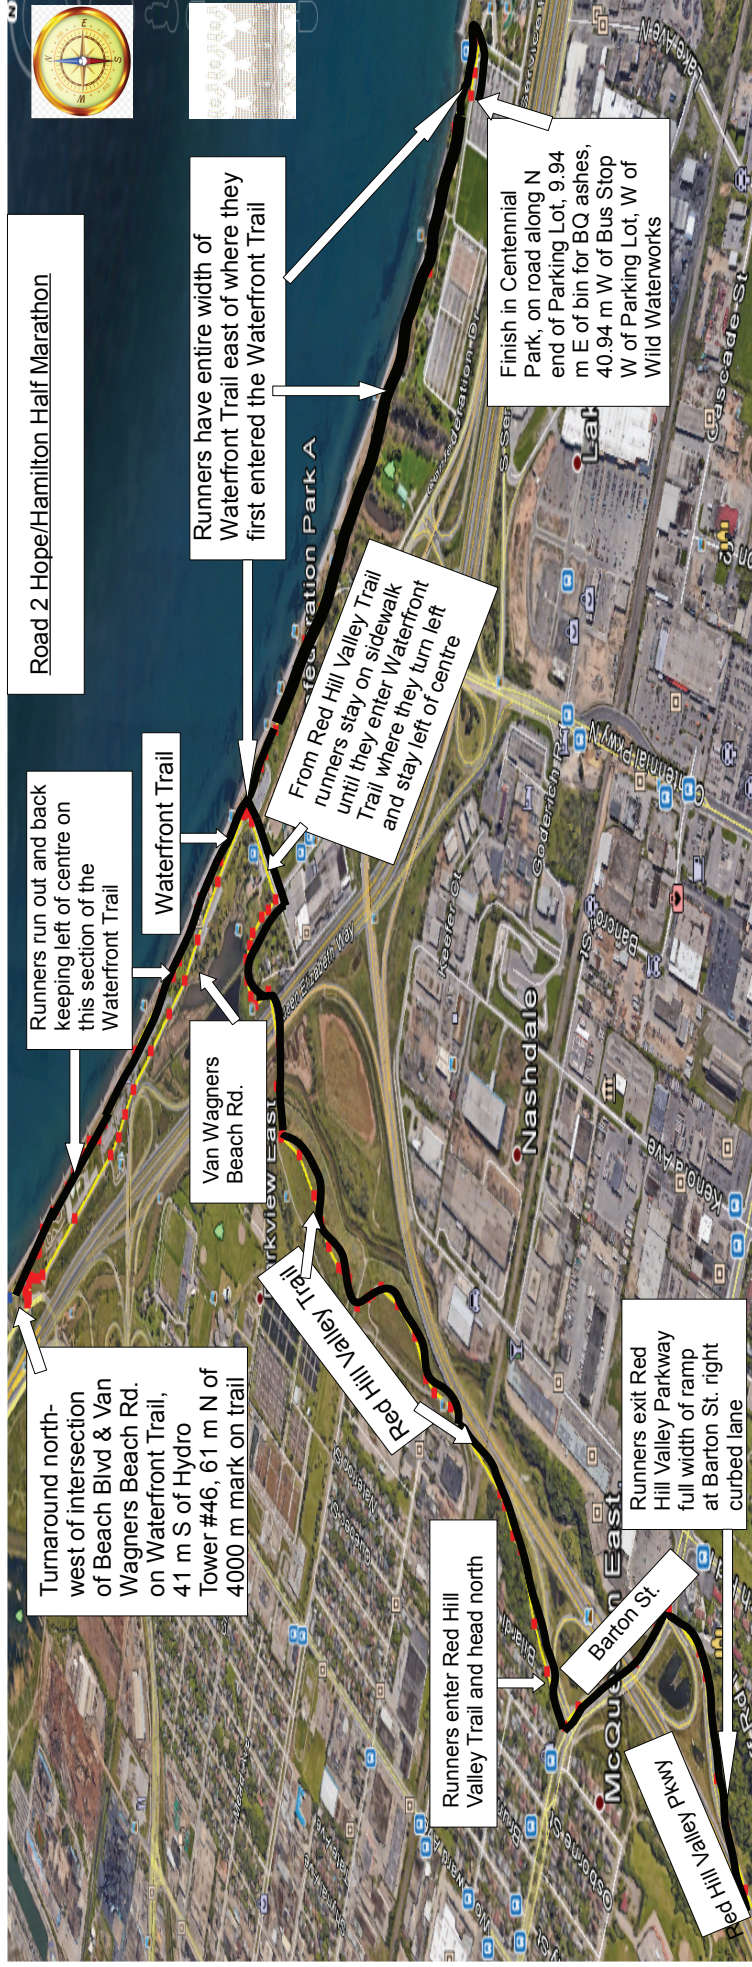 Road 2 Hope/Hamilton Half Marathon
Runners have entire width of
Waterfront Trail east of where they
first entered the Waterfront Trail
Finish in Centennial
Park, on road along N
end of Parking Lot, 9.94
m E of bin for BQ ashes,
40.94 m W of Bus Stop
W of Parking Lot, W of
Wild Waterworks
From Red Hill Valley Trail
runners stay on sidewalk
until they enter Waterfront
Trail where they turn left
and stay left of centre
Waterfront Trail
Runners run out and back
keeping left of centre on
this section of the
Waterfront Trail
Van Wagners
Beach Rd.
Turnaround north-
west of intersection
of Beach Blvd & Van
Wagners Beach Rd.
on Waterfront Trail,
41 m S of Hydro
Tower #46, 61 m N of
4000 m mark on trail
Red Hill Valley Trail
Runners enter Red Hill
Valley Trail and head north
Barton St.
Runners exit Red
Hill Valley Parkway
full width of ramp
at Barton St. right
curbed lane
Red Hill Valley Pkwy
N
E
S
W
Nashdale
Keefer Ct
Goderich Rd
Kenora Ave
Cascade St
Lake Ave N
Osborne St